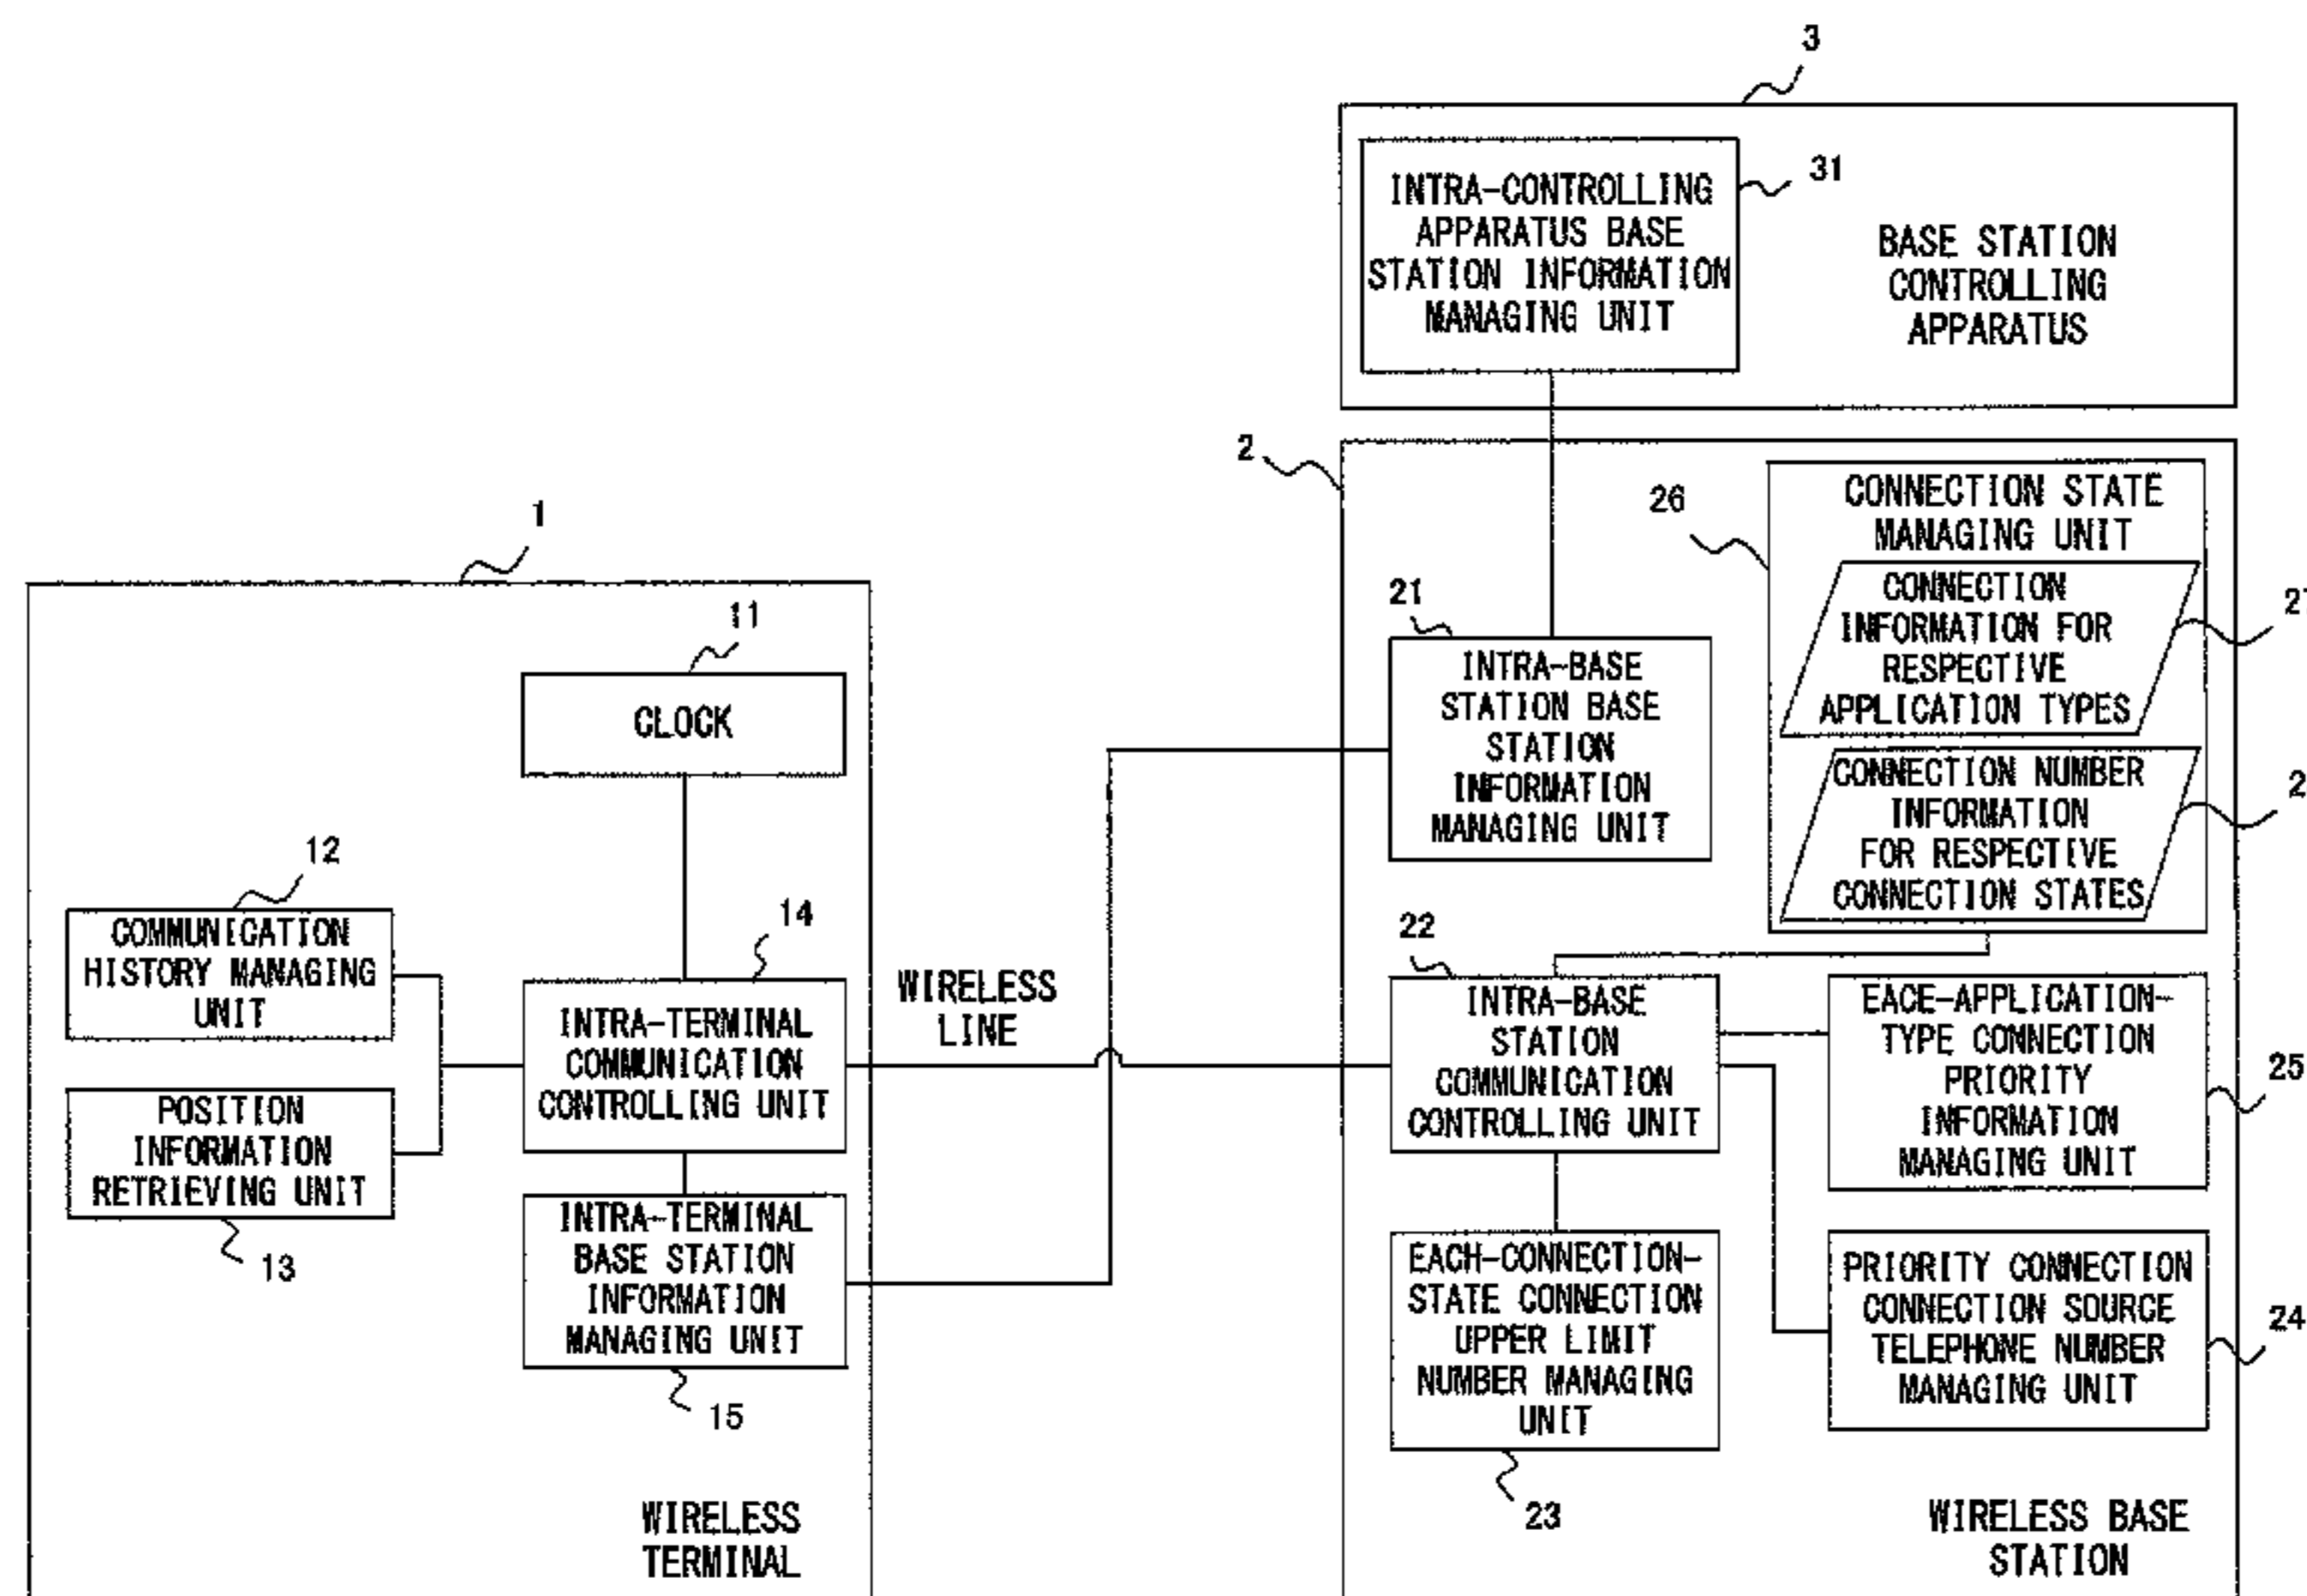 3
INTRA-CONTROLLING
APPARATUS BASE
STATION INFORMATION
MANAGING UNIT
31
BASE STATION
CONTROLLING
APPARATUS
2
26
CONNECTION STATE
MANAGING UNIT
CONNECTION
INFORMATION FOR
RESPECTIVE
APPLICATION TYPES
CONNECTION NUMBER
INFORMATION
FOR RESPECTIVE
CONNECTION STATES
21
INTRA-BASE
STATION BASE
STATION
INFORMATION
MANAGING UNIT
1
11
CLOCK
12
COMMUNICATION
HISTORY MANAGING
UNIT
POSITION
INFORMATION
RETRIEVING UNIT
13
14
INTRA-TERMINAL
COMMUNICATION
CONTROLLING UNIT
INTRA-TERMINAL
BASE STATION
INFORMATION
MANAGING UNIT
15
WIRELESS
TERMINAL
WIRELESS
LINE
22
INTRA-BASE
STATION
COMMUNICATION
CONTROLLING UNIT
EACE-APPLICATION-
TYPE CONNECTION
PRIORITY
INFORMATION
MANAGING UNIT
25
EACH-CONNECTION-
STATE CONNECTION
UPPER LIMIT
NUMBER MANAGING
UNIT
23
PRIORITY CONNECTION
CONNECTION SOURCE
TELEPHONE NUMBER
MANAGING UNIT
24
WIRELESS BASE
STATION